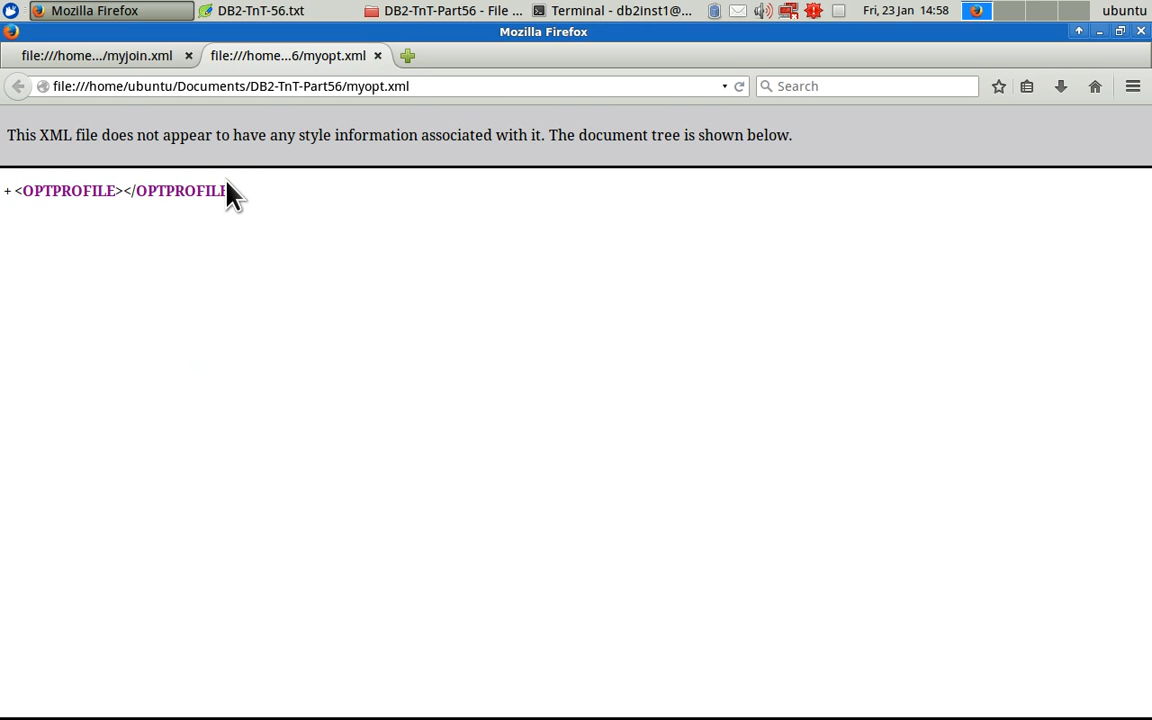 Mozilla Firefox
DB2-TnT-56.txt
DB2-TnT-Part56 - File ...
Terminal - db2inst1@...
Fri, 23 Jan 14:58
ubuntu
Mozilla Firefox
file:///home.../myjoin.xml
file:///home...6/myopt.xml
file:///home/ubuntu/Documents/DB2-TnT-Part56/myopt.xml
Search
This XML file does not appear to have any style information associated with it. The document tree is shown below.
+ <OPTPROFILE></OPTPROFILE